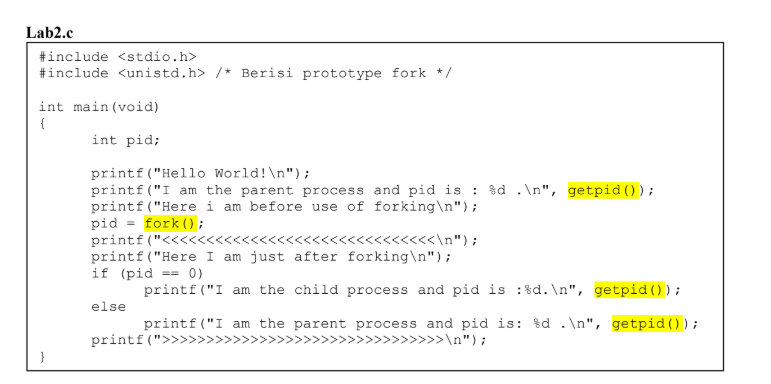 Lab2.c
#include <stdio.h>
#include <unistd.h> /* Berisi prototype fork */
int main(void)
{
int pid;
printf("Hello World!\n");
printf("I am the parent process and pid is : %d .\n", getpid());
printf("Here i am before use of forking\n");
pid = fork();
printf("<<<<<<<<<<<<<<<<<<<<<<<<<<<<<<<\n");
printf("Here I am just after forking\n");
if (pid == 0)
printf("I am the child process and pid is :%d.\n", getpid());
else
printf("I am the parent process and pid is: %d .\n", getpid());
printf(">>>>>>>>>>>>>>>>>>>>>>>>>>>>>>>>\n");
}